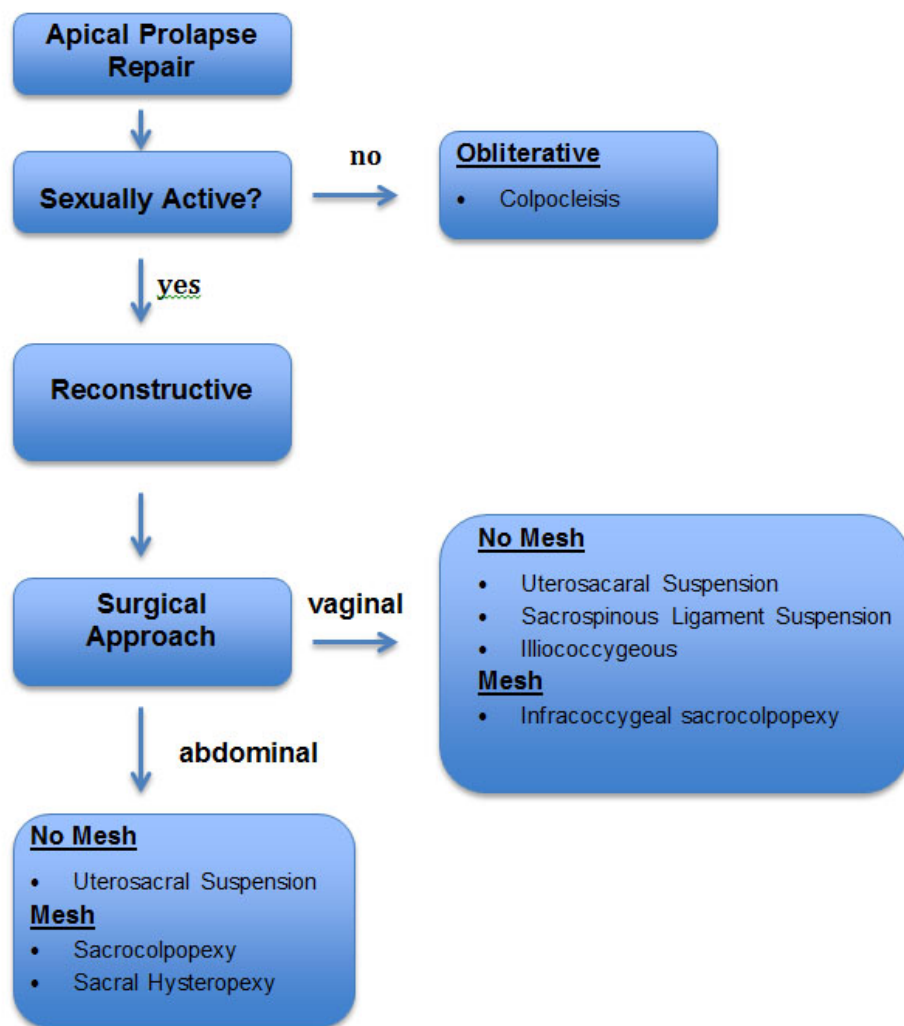 Apical Prolapse
Repair
Sexually Active?
no
Obliterative
• Colpocleisis
yes
Reconstructive
Surgical
Approach
vaginal
No Mesh
• Uterosacaral Suspension
• Sacrospinous Ligament Suspension
• Illiococcygeous
Mesh
• Infracoccygeal sacrocolpopexy
abdominal
No Mesh
• Uterosacral Suspension
Mesh
• Sacrocolpopexy
• Sacral Hysteropexy